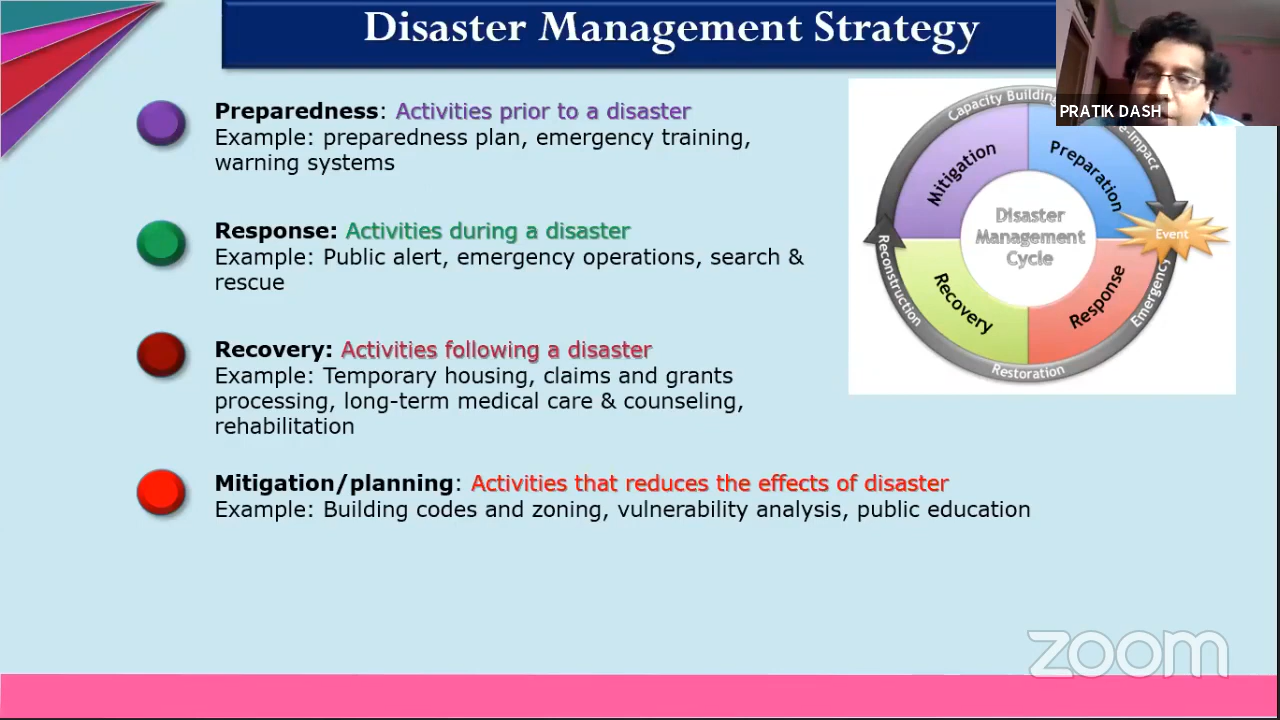 Disaster Management Strategy
PRATIK DASH
Preparedness: Activities prior to a disaster
Example: preparedness plan, emergency training,
warning systems
Response: Activities during a disaster
Example: Public alert, emergency operations, search &
rescue
Recovery: Activities following a disaster
Example: Temporary housing, claims and grants
processing, long-term medical care & counseling,
rehabilitation
Mitigation/planning: Activities that reduces the effects of disaster
Example: Building codes and zoning, vulnerability analysis, public education
Capacity Building
Mitigation
Preparation
Disaster
Management
Cycle
Event
Reconstruction
Recovery
Response
Emergency
Restoration
zoom